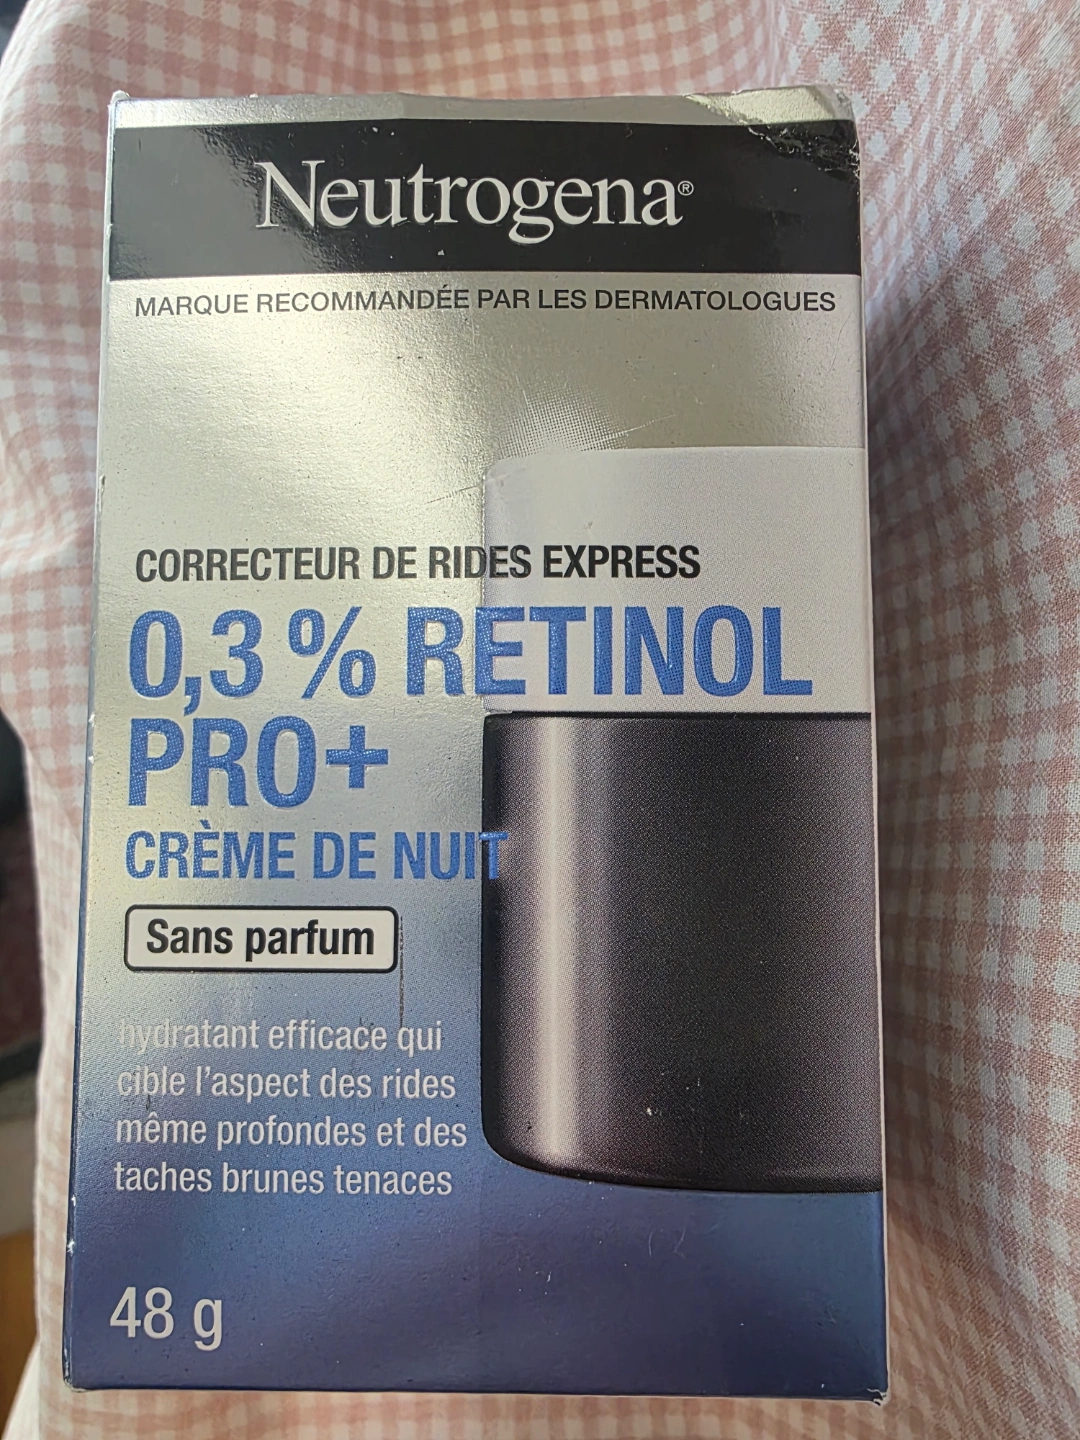 Neutrogena®
MARQUE RECOMMANDÉE PAR LES DERMATOLOGUES
CORRECTEUR DE RIDES EXPRESS
0,3 % RETINOL
PRO+
CRÈME DE NUIT
Sans parfum
hydratant efficace qui
cible l'aspect des rides
même profondes et des
taches brunes tenaces
48 g